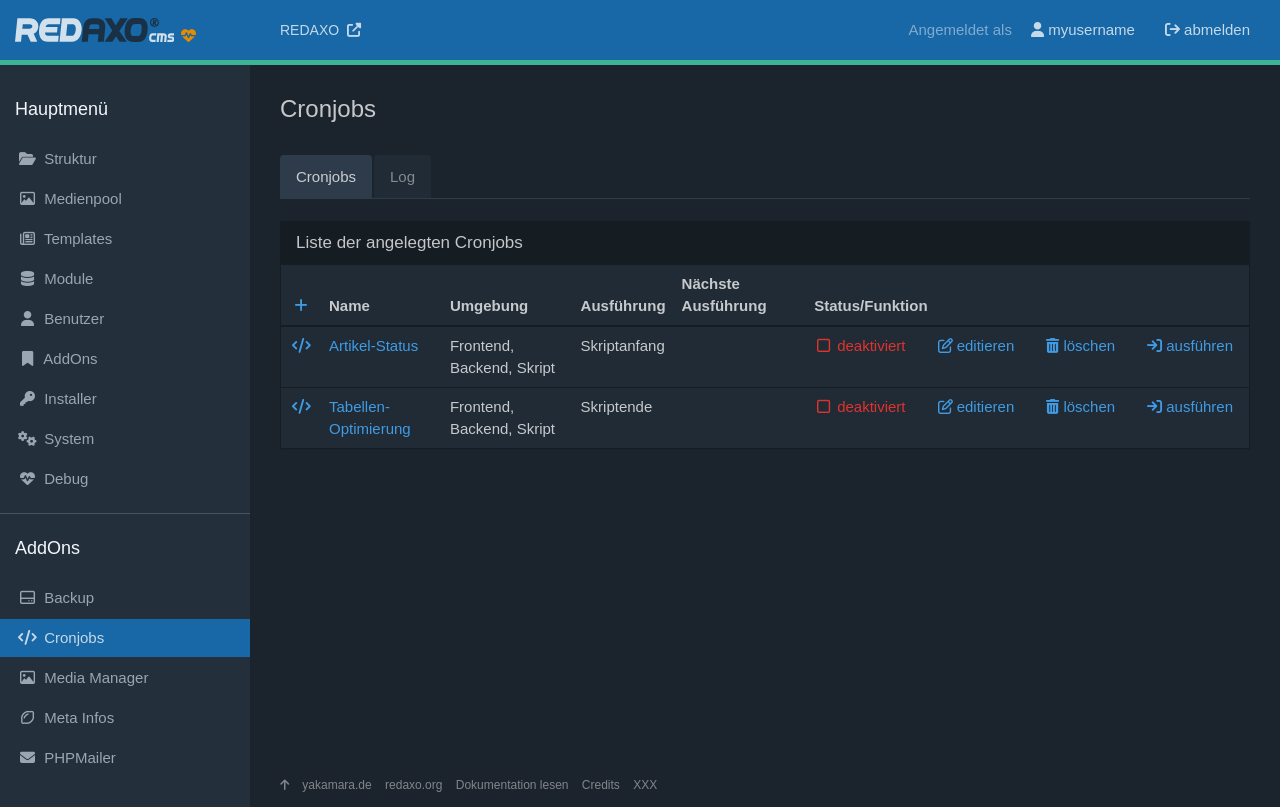 REDAXO® cms
REDAXO
Angemeldet als myusername abmelden
Hauptmenü
Struktur
Medienpool
Templates
Module
Benutzer
AddOns
Installer
System
Debug
AddOns
Backup
Cronjobs
Media Manager
Meta Infos
PHPMailer
Cronjobs
Cronjobs Log
Liste der angelegten Cronjobs
Name Umgebung Ausführung Nächste Ausführung Status/Funktion
Artikel-Status Frontend, Backend, Skript Skriptanfang deaktiviert editieren löschen ausführen
Tabellen-Optimierung Frontend, Backend, Skript Skriptende deaktiviert editieren löschen ausführen
yakamara.de redaxo.org Dokumentation lesen Credits XXX